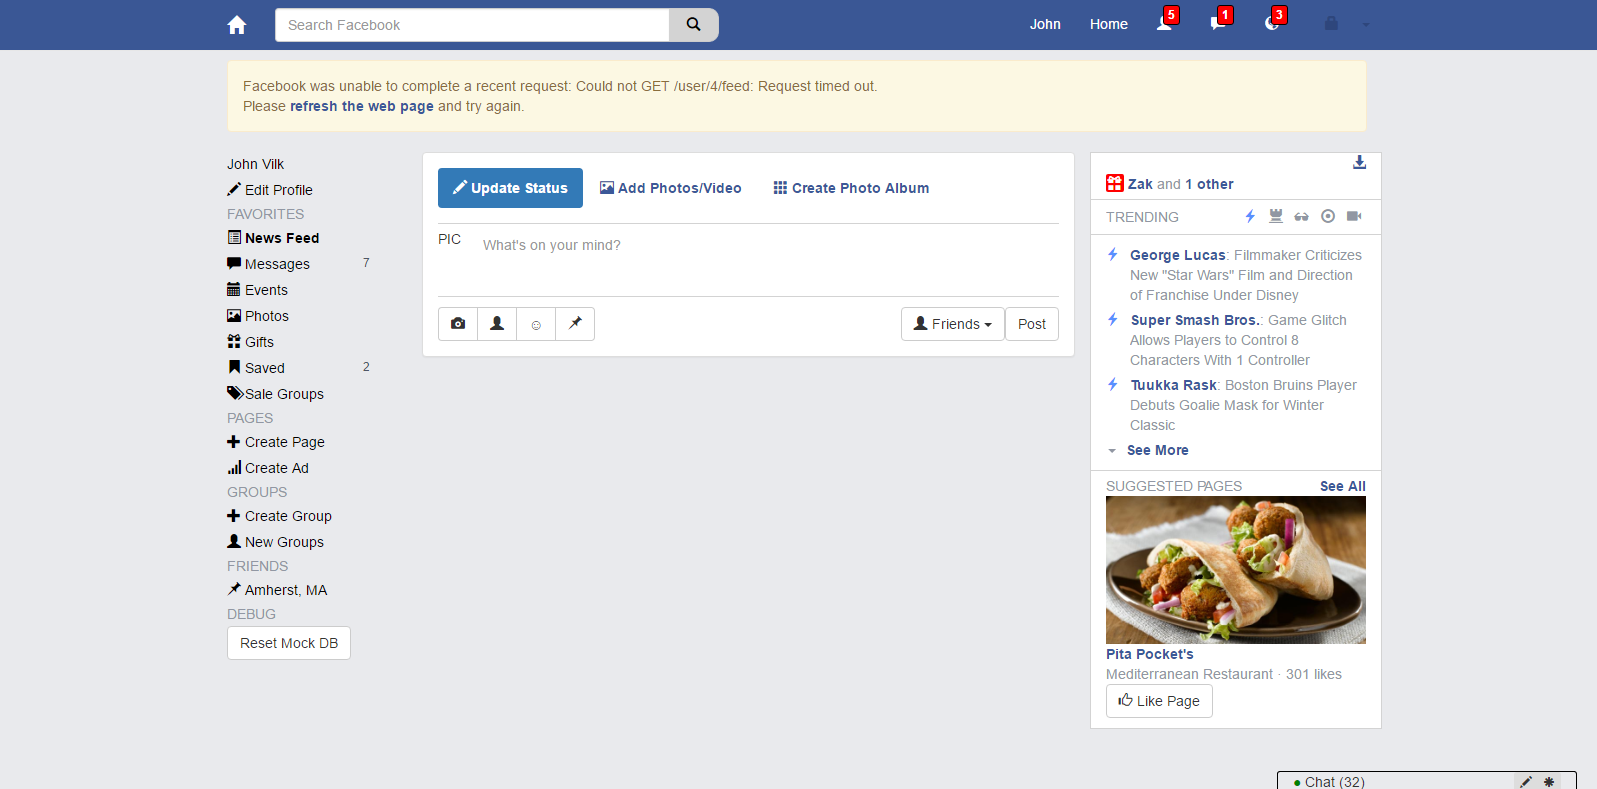 Search Facebook
John
Home
5
1
3
Facebook was unable to complete a recent request: Could not GET /user/4/feed: Request timed out.
Please refresh the web page and try again.
John Vilk
Edit Profile
FAVORITES
News Feed
Messages 7
Events
Photos
Gifts
Saved 2
Sale Groups
PAGES
Create Page
Create Ad
GROUPS
Create Group
New Groups
FRIENDS
Amherst, MA
DEBUG
Reset Mock DB
Update Status
Add Photos/Video
Create Photo Album
PIC
What's on your mind?
Friends
Post
Zak and 1 other
TRENDING
George Lucas: Filmmaker Criticizes
New "Star Wars" Film and Direction
of Franchise Under Disney
Super Smash Bros.: Game Glitch
Allows Players to Control 8
Characters With 1 Controller
Tuukka Rask: Boston Bruins Player
Debuts Goalie Mask for Winter
Classic
See More
SUGGESTED PAGES See All
Pita Pocket's
Mediterranean Restaurant · 301 likes
Like Page
Chat (32)